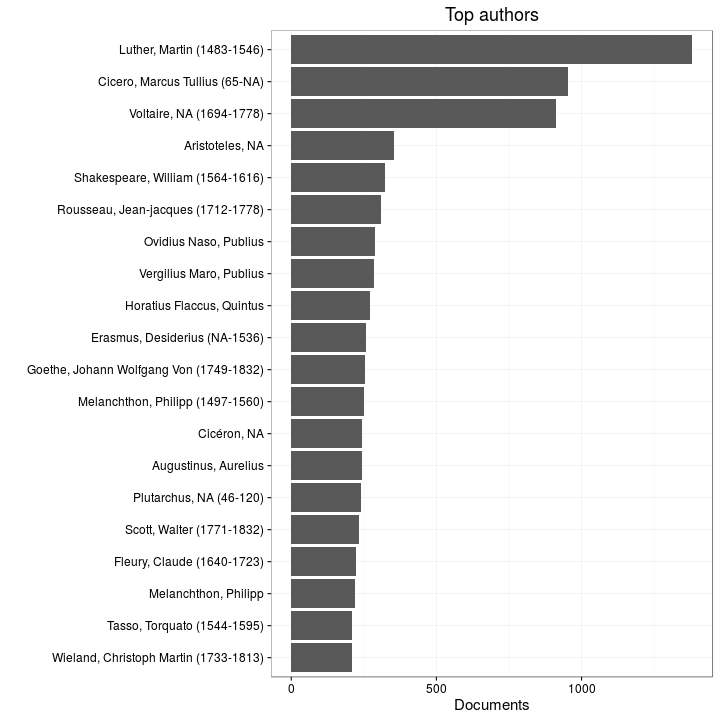 Top authors
Luther, Martin (1483-1546)
Cicero, Marcus Tullius (65-NA)
Voltaire, NA (1694-1778)
Aristoteles, NA
Shakespeare, William (1564-1616)
Rousseau, Jean-jacques (1712-1778)
Ovidius Naso, Publius
Vergilius Maro, Publius
Horatius Flaccus, Quintus
Erasmus, Desiderius (NA-1536)
Goethe, Johann Wolfgang Von (1749-1832)
Melanchthon, Philipp (1497-1560)
Cicéron, NA
Augustinus, Aurelius
Plutarchus, NA (46-120)
Scott, Walter (1771-1832)
Fleury, Claude (1640-1723)
Melanchthon, Philipp
Tasso, Torquato (1544-1595)
Wieland, Christoph Martin (1733-1813)
0 500 1000
Documents